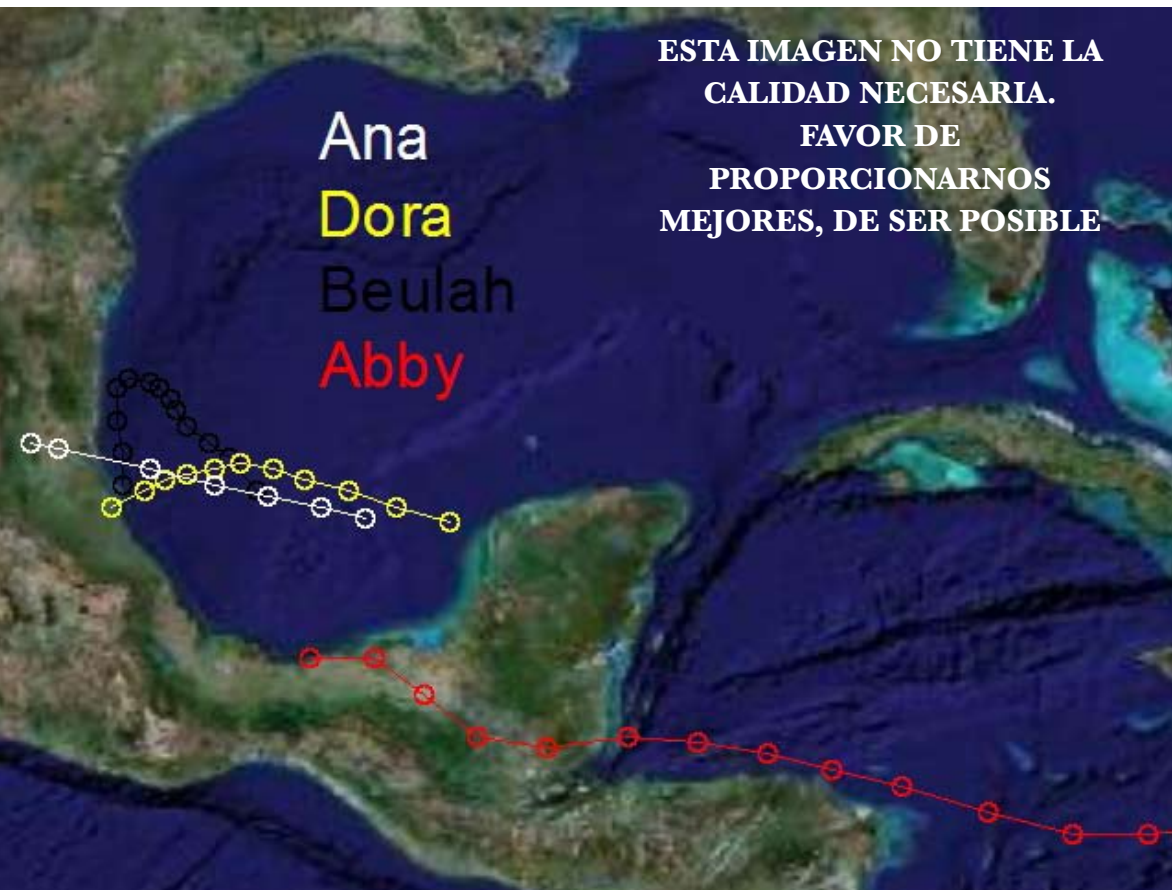 ESTA IMAGEN NO TIENE LA
CALIDAD NECESARIA.
FAVOR DE
PROPORCIONARNOS
MEJORES, DE SER POSIBLE
Ana
Dora
Beulah
Abby